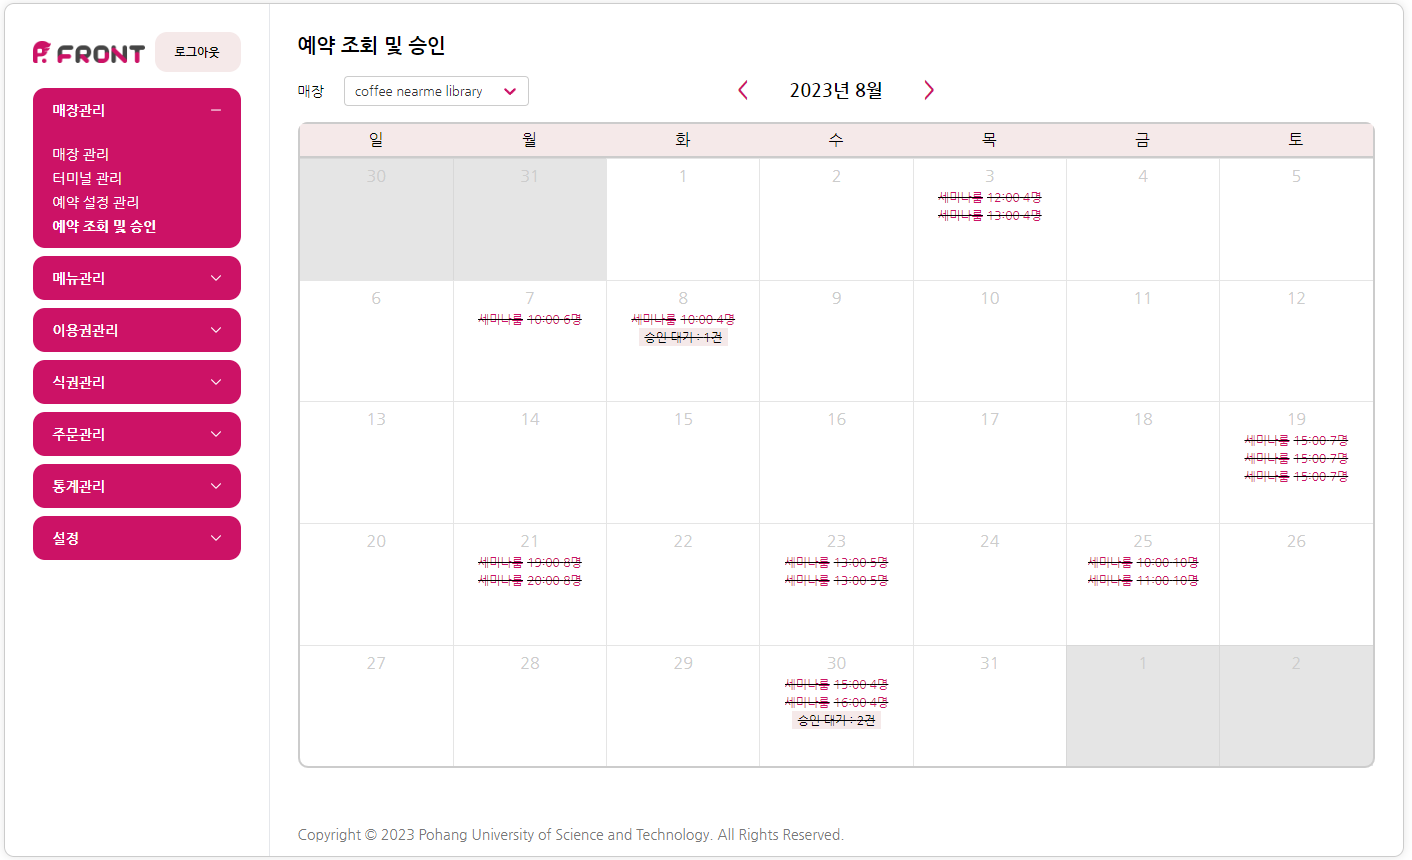 FRONT
로그아웃
매장관리
매장 관리
터미널 관리
예약 설정 관리
예약 조회 및 승인
메뉴관리
이용권관리
식권관리
주문관리
통계관리
설정
예약 조회 및 승인
매장 coffee nearme library 2023년 8월
일 월 화 수 목 금 토
30 31 1 2 3 4 5
세미나룸 12:00 4명
세미나룸 13:00 4명
6 7 8 9 10 11 12
세미나룸 10:00 6명 세미나룸 10:00 4명
승인 대기 : 1건
13 14 15 16 17 18 19
세미나룸 15:00 7명
세미나룸 15:00 7명
세미나룸 15:00 7명
20 21 22 23 24 25 26
세미나룸 19:00 8명 세미나룸 13:00 5명 세미나룸 10:00 10명
세미나룸 20:00 8명 세미나룸 13:00 5명 세미나룸 11:00 10명
27 28 29 30 31 1 2
세미나룸 15:00 4명
세미나룸 16:00 4명
승인 대기 : 2건
Copyright © 2023 Pohang University of Science and Technology. All Rights Reserved.